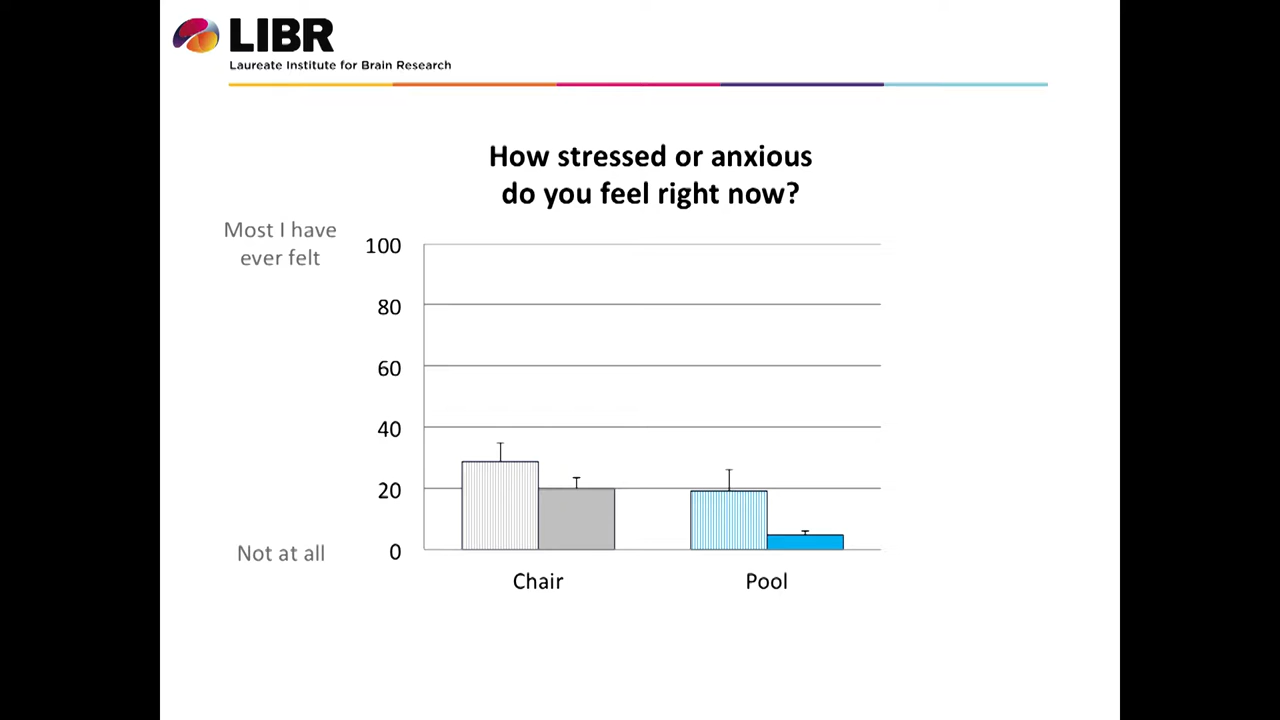 LIBR
Laureate Institute for Brain Research
How stressed or anxious
do you feel right now?
Most I have
ever felt
100
80
60
40
20
0
Not at all
Chair
Pool